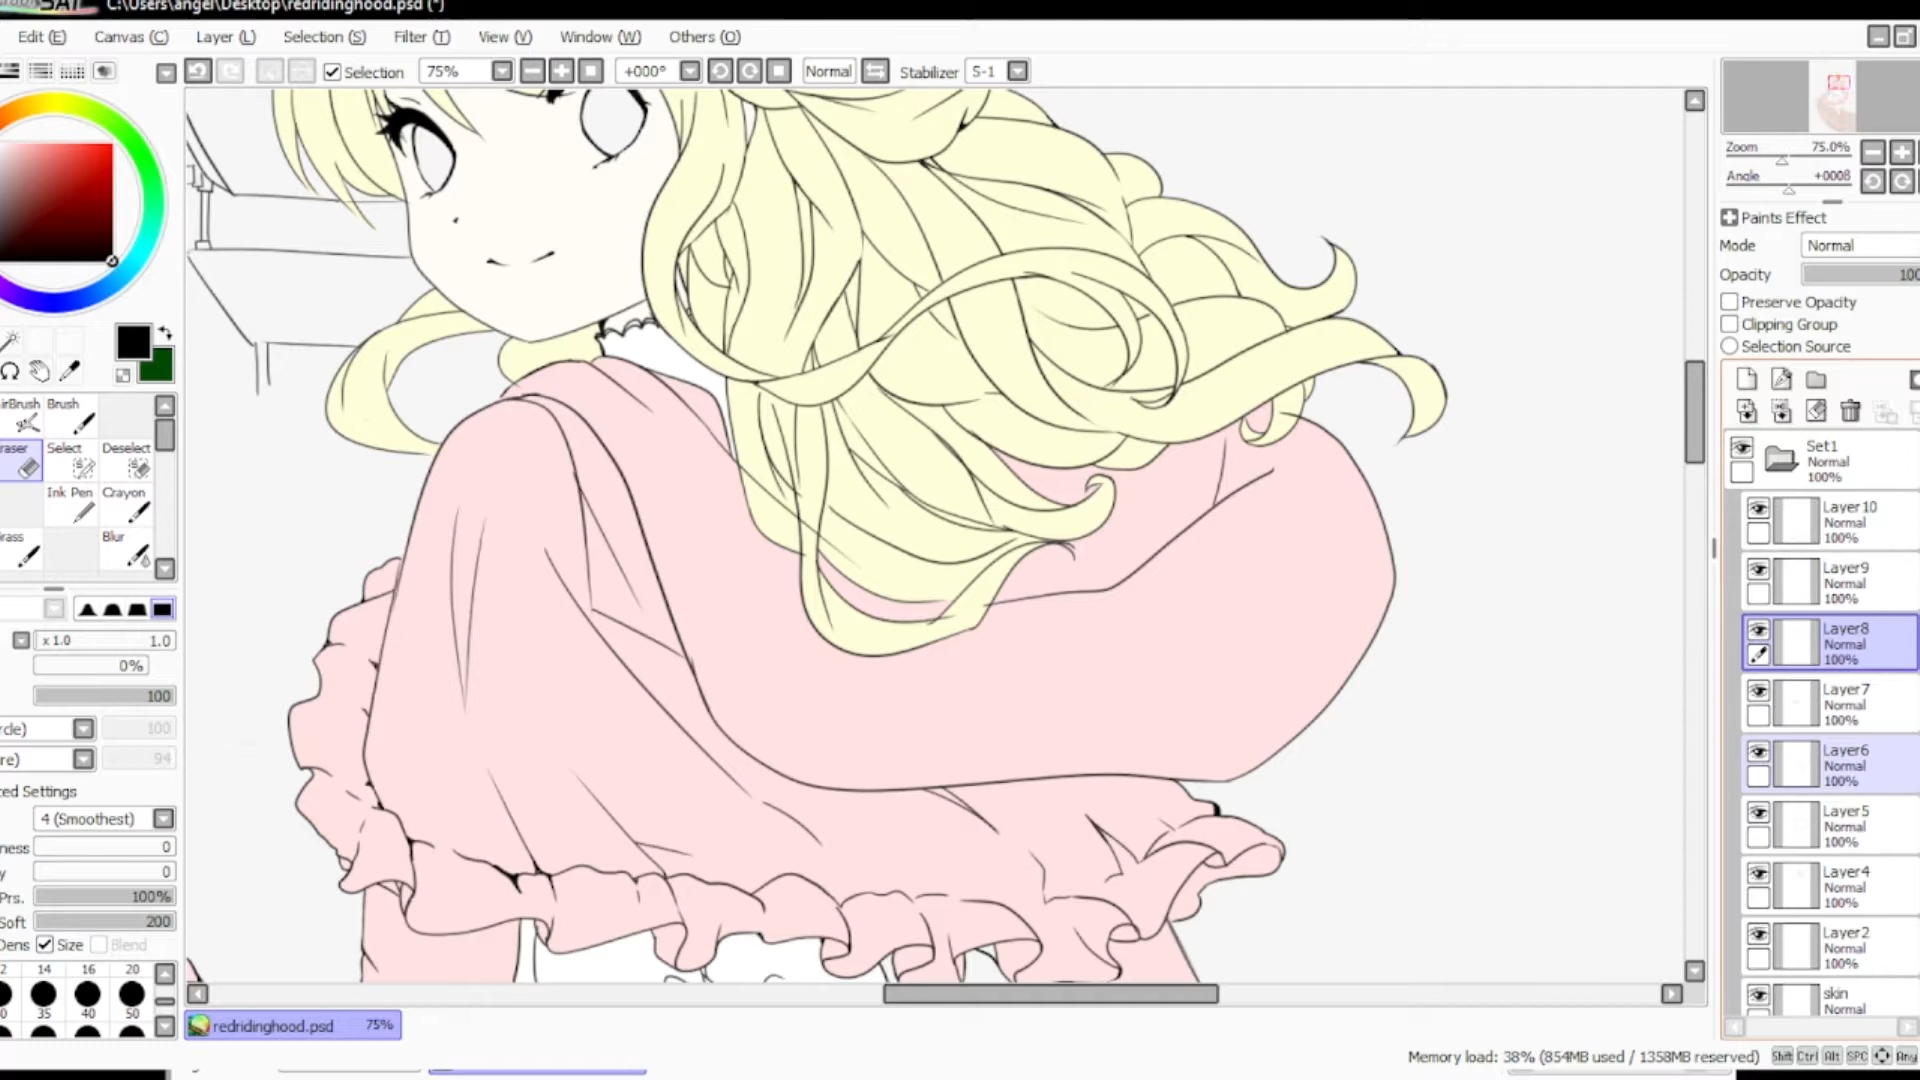 C:\Users\angel\Desktop\redridinghood.psd (*)
Edit (E) Canvas (C) Layer (L) Selection (S) Filter (T) View (V) Window (W) Others (O)
Selection 75% +000° Normal Stabilizer S-1
Zoom 75.0%
Angle +000ß
Paints Effect
Mode Normal
Opacity 100
Preserve Opacity
Clipping Group
Selection Source
irBrush Brush
raser Select Deselect
Ink Pen Crayon
rass Blur
x 1.0 1.0
0%
100
rcle) 100
re) 94
ed Settings
4 (Smoothest)
ness 0
y 0
Prs. 100%
Soft 200
Dens Size Blend
2 14 16 20
0 35 40 50
Set1
Normal
100%
Layer10
Normal
100%
Layer9
Normal
100%
Layer8
Normal
100%
Layer7
Normal
100%
Layer6
Normal
100%
Layer5
Normal
100%
Layer4
Normal
100%
Layer2
Normal
100%
skin
Normal
redridinghood.psd 75%
Memory load: 38% (854MB used / 1358MB reserved) Shift Ctrl Alt SPC Any